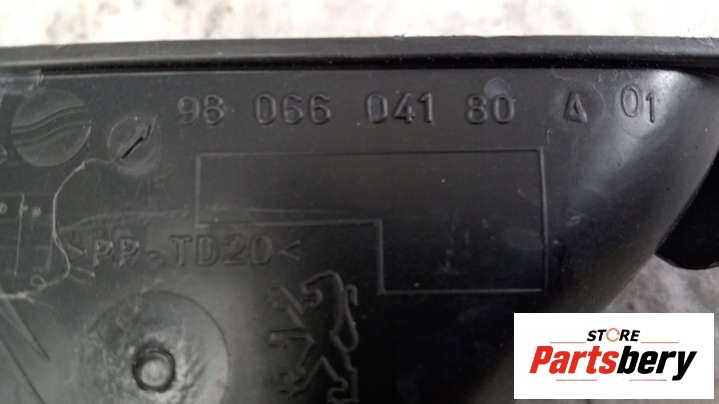 98 066 041 80 A 01
>PP-TD20<
STORE
Partsbery